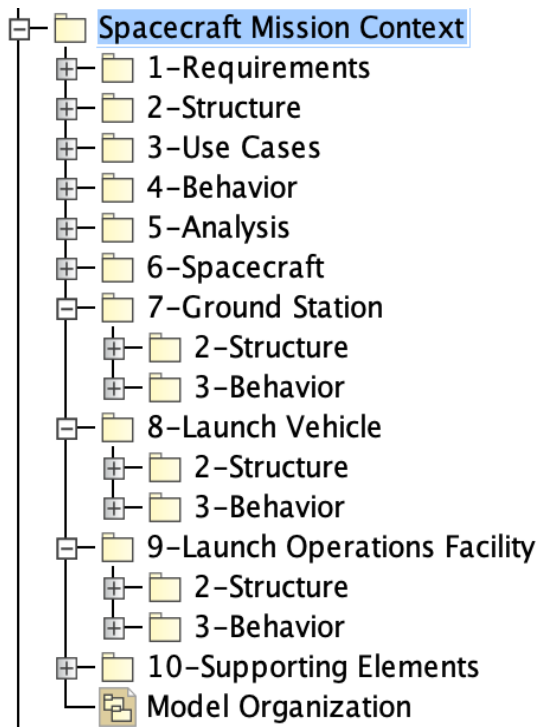 Spacecraft Mission Context
1-Requirements
2-Structure
3-Use Cases
4-Behavior
5-Analysis
6-Spacecraft
7-Ground Station
2-Structure
3-Behavior
8-Launch Vehicle
2-Structure
3-Behavior
9-Launch Operations Facility
2-Structure
3-Behavior
10-Supporting Elements
Model Organization